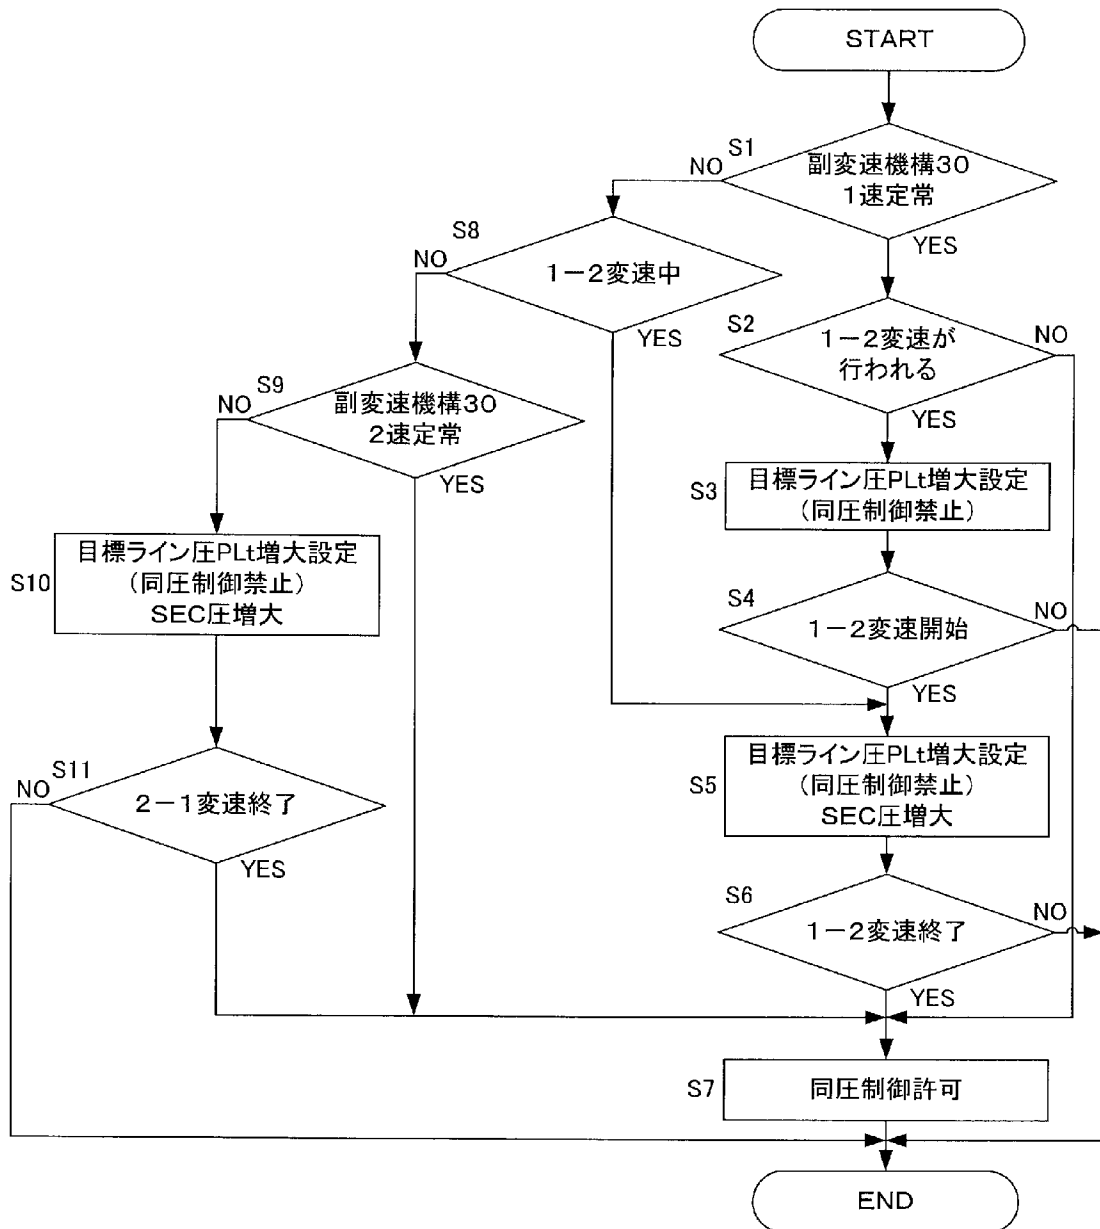 START
S1
副変速機構30
1速定常
NO
YES
S8
1-2変速中
NO
YES
S2
1-2変速が
行われる
NO
YES
S9
副変速機構30
2速定常
NO
YES
S3
目標ライン圧PLt増大設定
(同圧制御禁止)
S10
目標ライン圧PLt増大設定
(同圧制御禁止)
SEC圧増大
S4
1-2変速開始
NO
YES
S5
目標ライン圧PLt増大設定
(同圧制御禁止)
SEC圧増大
S11
2-1変速終了
NO
YES
S6
1-2変速終了
NO
YES
S7
同圧制御許可
END